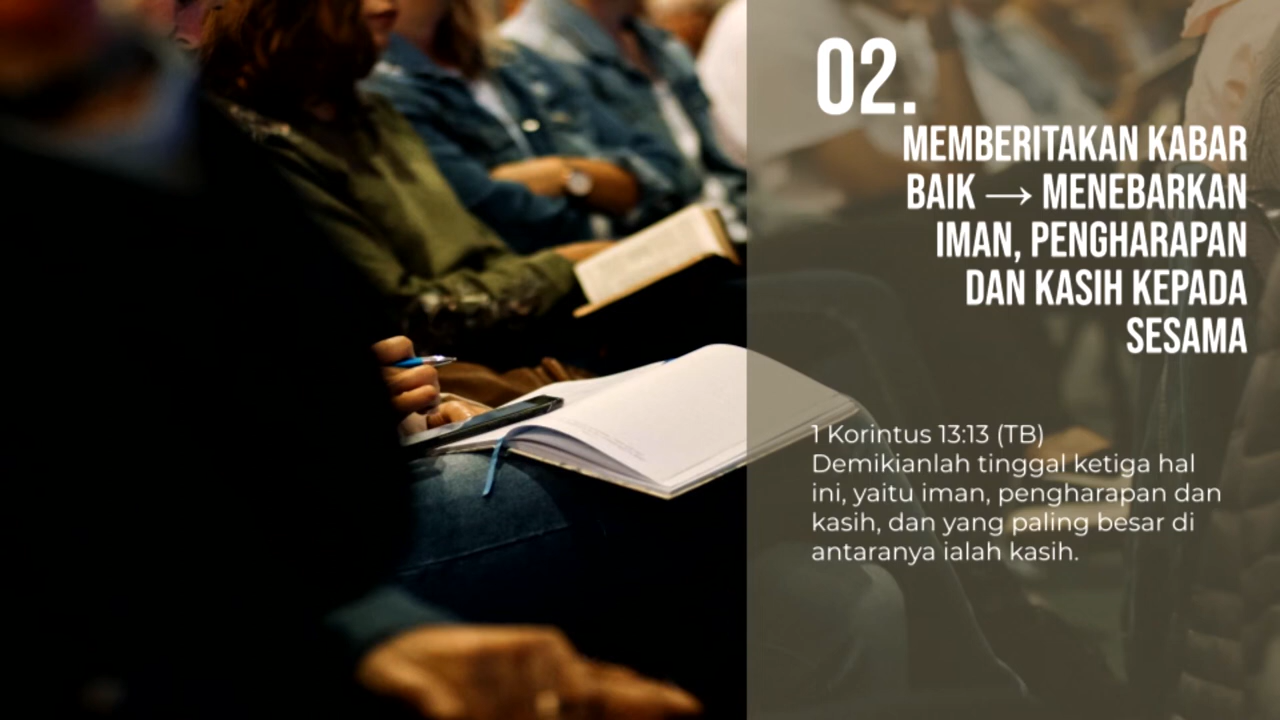 02.
MEMBERITAKAN KABAR
BAIK → MENEBARKAN
IMAN, PENGHARAPAN
DAN KASIH KEPADA
SESAMA
1 Korintus 13:13 (TB)
Demikianlah tinggal ketiga hal
ini, yaitu iman, pengharapan dan
kasih, dan yang paling besar di
antaranya ialah kasih.